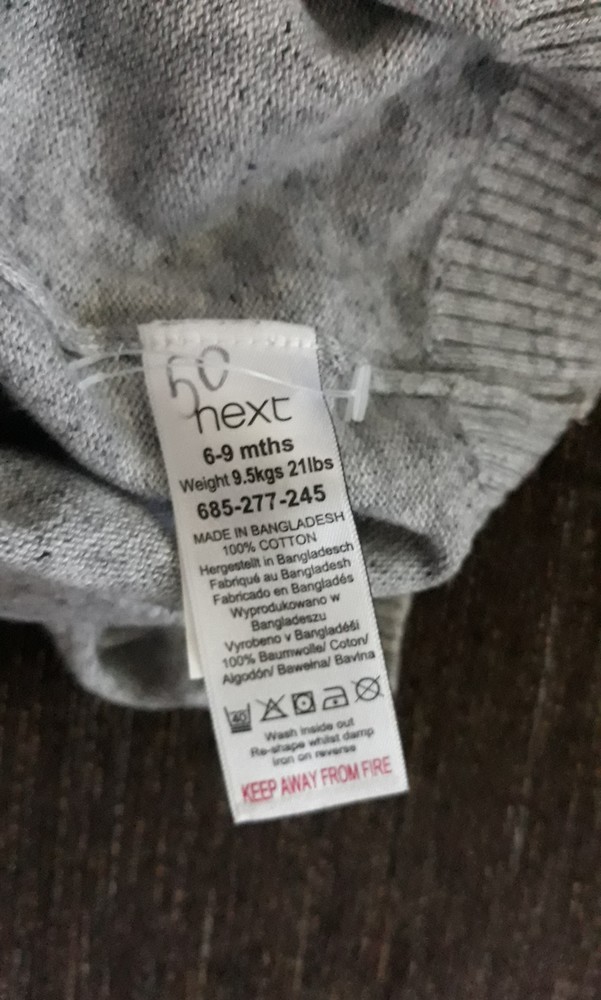 50
next
6-9 mths
Weight 9.5kgs 21lbs
685-277-245
MADE IN BANGLADESH
100% COTTON
Hergestellt in Bangladesch
Fabriqué au Bangladesh
Fabricado en Bangladés
Wyprodukowano w
Bangladeszu
Vyrobeno v Bangladéši
100% Baumwolle/ Coton/
Algodón/ Bawełna/ Bavlna
40
Wash inside out
Re-shape whilst damp
Iron on reverse
KEEP AWAY FROM FIRE